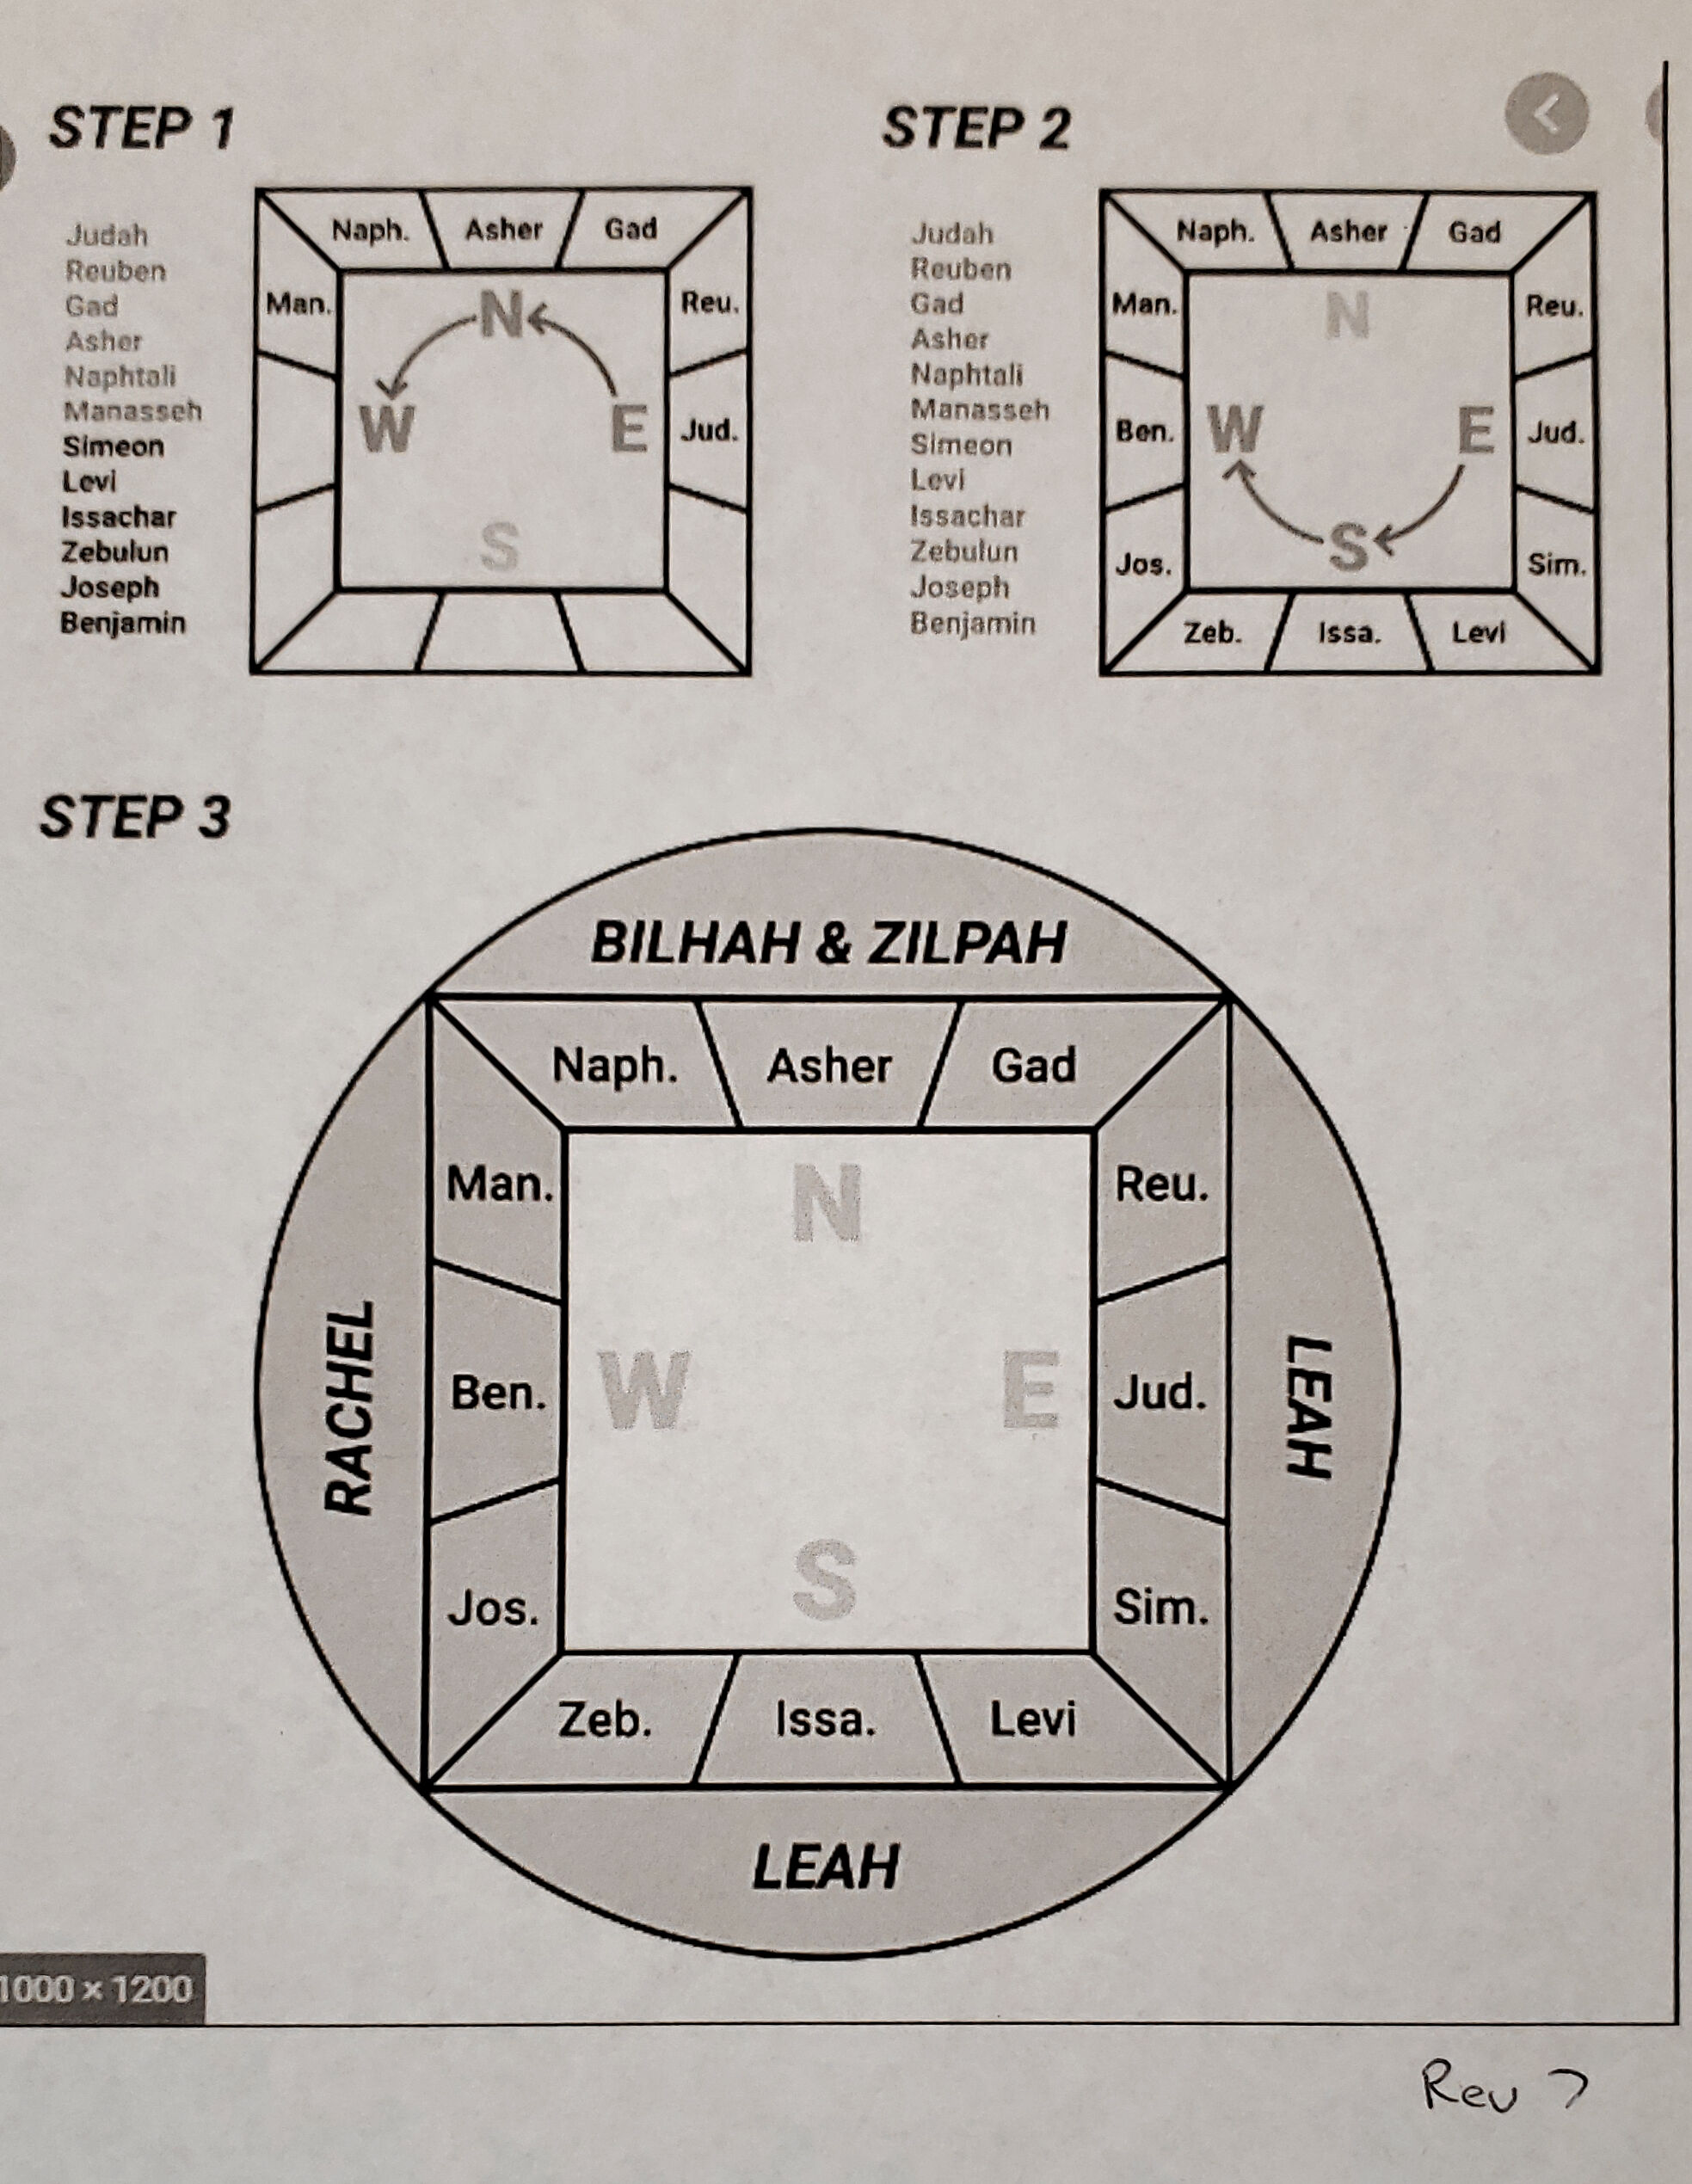 STEP 1
Judah
Reuben
Gad
Asher
Naphtali
Manasseh
Simeon
Levi
Issachar
Zebulun
Joseph
Benjamin
Naph. Asher Gad
Man. N Reu.
W E Jud.
S
STEP 2
Judah
Reuben
Gad
Asher
Naphtali
Manasseh
Simeon
Levi
Issachar
Zebulun
Joseph
Benjamin
Naph. Asher Gad
Man. N Reu.
Ben. W E Jud.
Jos. S Sim.
Zeb. Issa. Levi
STEP 3
BILHAH & ZILPAH
Naph. Asher Gad
Man. N Reu.
RACHEL Ben. W E Jud. LEAH
Jos. S Sim.
Zeb. Issa. Levi
LEAH
1000 × 1200
Rev 7